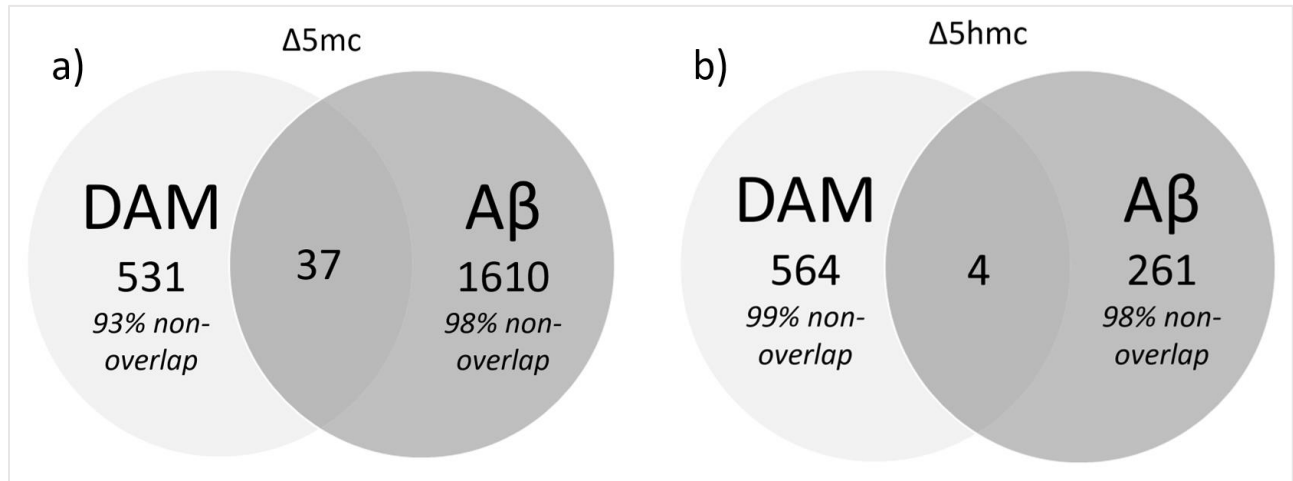 a)
Δ5mc
DAM
531
93% non-
overlap
37
Aβ
1610
98% non-
overlap
b)
Δ5hmc
DAM
564
99% non-
overlap
4
Aβ
261
98% non-
overlap